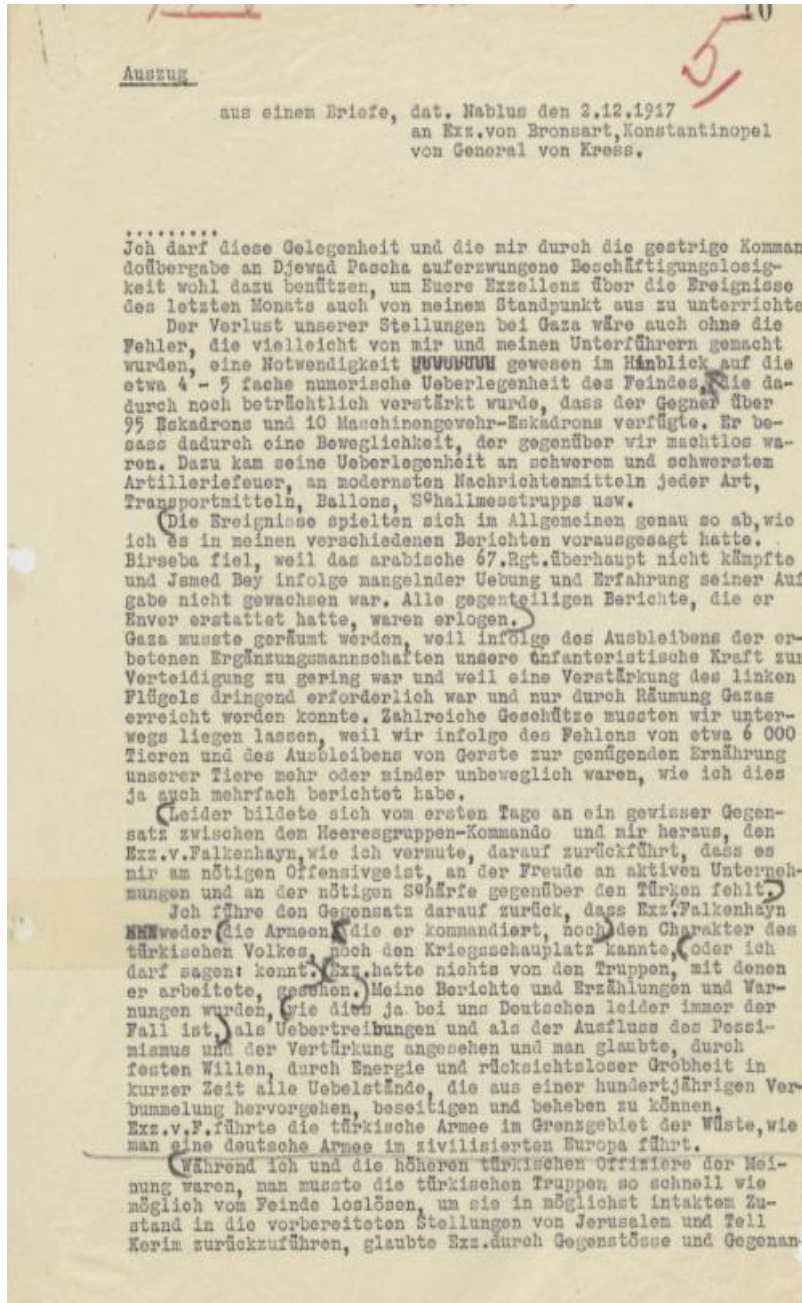 10
5
Auszug
aus einem Briefe, dat. Nablus den 2.12.1917
an Exz.von Bronsart,Konstantinopel
von General von Kress.
.........
Jch darf diese Gelegenheit und die mir durch die gestrige Komman
doübergabe an Djewad Pascha auferzwungene Beschäftigungslosig-
keit wohl dazu benützen, um Euere Exzellenz über die Ereignisse
des letzten Monats auch von meinem Standpunkt aus zu unterrichte
Der Verlust unserer Stellungen bei Gaza wäre auch ohne die
Fehler, die vielleicht von mir und meinen Unterführern gemacht
wurden, eine Notwendigkeit gewesen im Hinblick auf die
etwa 4 - 5 fache numerische Ueberlegenheit des Feindes, die da-
durch noch beträchtlich verstärkt wurde, dass der Gegner über
95 Eskadrons und 10 Maschinengewehr-Eskadrons verfügte. Er be-
sass dadurch eine Beweglichkeit, der gegenüber wir machtlos wa-
ren. Dazu kam seine Ueberlegenheit an schwerem und schwerstem
Artilleriefeuer, an modernsten Nachrichtenmitteln jeder Art,
Transportmitteln, Ballons, Schallmesstrupps usw.
(Die Ereignisse spielten sich im Allgemeinen genau so ab,wie
ich es in meinen verschiedenen Berichten vorausgesagt hatte.
Birseba fiel, weil das arabische 67.Rgt.überhaupt nicht kämpfte
und Jsmed Bey infolge mangelnder Uebung und Erfahrung seiner Auf
gabe nicht gewachsen war. Alle gegenteiligen Berichte, die er
Enver erstattet hatte, waren erlogen.)
Gaza musste geräumt werden, weil infolge des Ausbleibens der er-
betenen Ergänzungsmannschaften unsere infanteristische Kraft zur
Verteidigung zu gering war und weil eine Verstärkung des linken
Flügels dringend erforderlich war und nur durch Räumung Gazas
erreicht werden konnte. Zahlreiche Geschütze mussten wir unter-
wegs liegen lassen, weil wir infolge des Fehlens von etwa 6 000
Tieren und des Ausbleibens von Gerste zur genügenden Ernährung
unserer Tiere mehr oder minder unbeweglich waren, wie ich dies
ja auch mehrfach berichtet habe.
(Leider bildete sich vom ersten Tage an ein gewisser Gegen-
satz zwischen dem Heeresgruppen-Kommando und mir heraus, den
Exz.v.Falkenhayn,wie ich vermute, darauf zurückführt, dass es
mir am nötigen Offensivgeist, an der Freude an aktiven Unterneh-
mungen und an der nötigen Schärfe gegenüber den Türken fehlt.)
Jch führe den Gegensatz darauf zurück, dass Exz.Falkenhayn
weder (die Armeen, die er kommandiert, noch) den Charakter des
türkischen Volkes, noch den Kriegsschauplatz kannte, (oder ich
darf sagen: kennt.) (Exz.hatte nichts von den Truppen, mit denen
er arbeitete, gesehen.) Meine Berichte und Erzählungen und War-
nungen wurden, (wie dies ja bei uns Deutschen leider immer der
Fall ist,) als Uebertreibungen und als der Ausfluss des Pessi-
mismus und der Vertürkung angesehen und man glaubte, durch
festen Willen, durch Energie und rücksichtsloser Grobheit in
kurzer Zeit alle Uebelstände, die aus einer hundertjährigen Ver-
bummelung hervorgehen, beseitigen und beheben zu können.
Exz.v.F.führte die türkische Armee im Grenzgebiet der Wüste,wie
man eine deutsche Armee im zivilisierten Europa führt.
(Während ich und die höheren türkischen Offiziere der Mei-
nung waren, man musste die türkischen Truppen so schnell wie
möglich vom Feinde loslösen, um sie in möglichst intaktem Zu-
stand in die vorbereiteten Stellungen von Jerusalem und Tell
Kerim zurückzuführen, glaubte Exz.durch Gegenstösse und Gegenan-